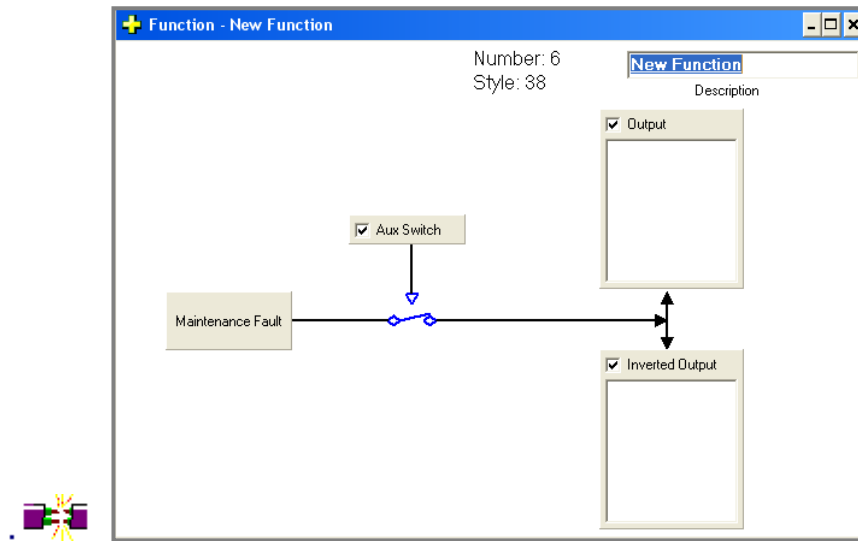 Function - New Function
Number: 6
New Function
Style: 38
Description
Output
Aux Switch
Maintenance Fault
Inverted Output